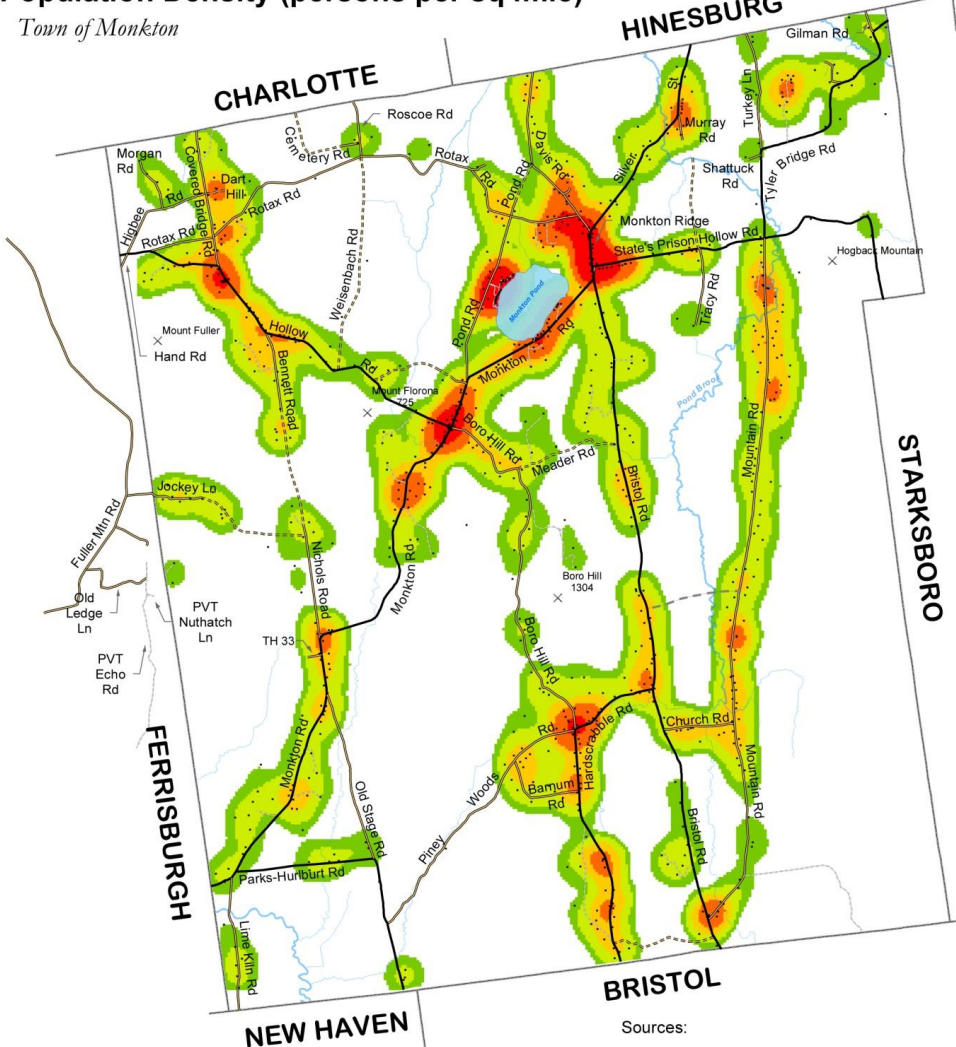 Population Density (persons per sq mile)
Town of Monkton
HINESBURG
CHARLOTTE
Gilman Rd
Roscoe Rd
Cemetery Rd
Morgan
Rd
Covered Bridge Rd
Dart
Hill
Rd
Rotax Rd
Rotax
Rd
Higbee
Rotax Rd
Pond Rd
Davis Rd
St
Silver
Murray
Rd
Turkey Ln
Shattuck
Rd
Tyler Bridge Rd
Monkton Ridge
State's Prison Hollow Rd
Hogback Mountain
Tracy Rd
Weisenbach Rd
Monkton Pond
Pond Rd
Rd
Monkton
Mount Fuller
Hand Rd
Hollow
Rd
Bennett Road
Mount Florona
725
Boro Hill Rd
Meader Rd
Bristol Rd
Pond Brook
Mountain Rd
STARKSBORO
Jockey Ln
Fuller Mtn Rd
Nichols Road
Monkton Rd
Old
Ledge
Ln
PVT
Nuthatch
Ln
PVT
Echo
Rd
TH 33
Boro Hill
1304
Boro Hill Rd
Monkton Rd
FERRISBURGH
Old Stage Rd
Rd
Woods
Piney
Hardscrabble Rd
Barnum
Rd
Church Rd
Mountain Rd
Bristol Rd
Parks-Hurlburt Rd
Lime Kiln Rd
BRISTOL
NEW HAVEN
Sources: